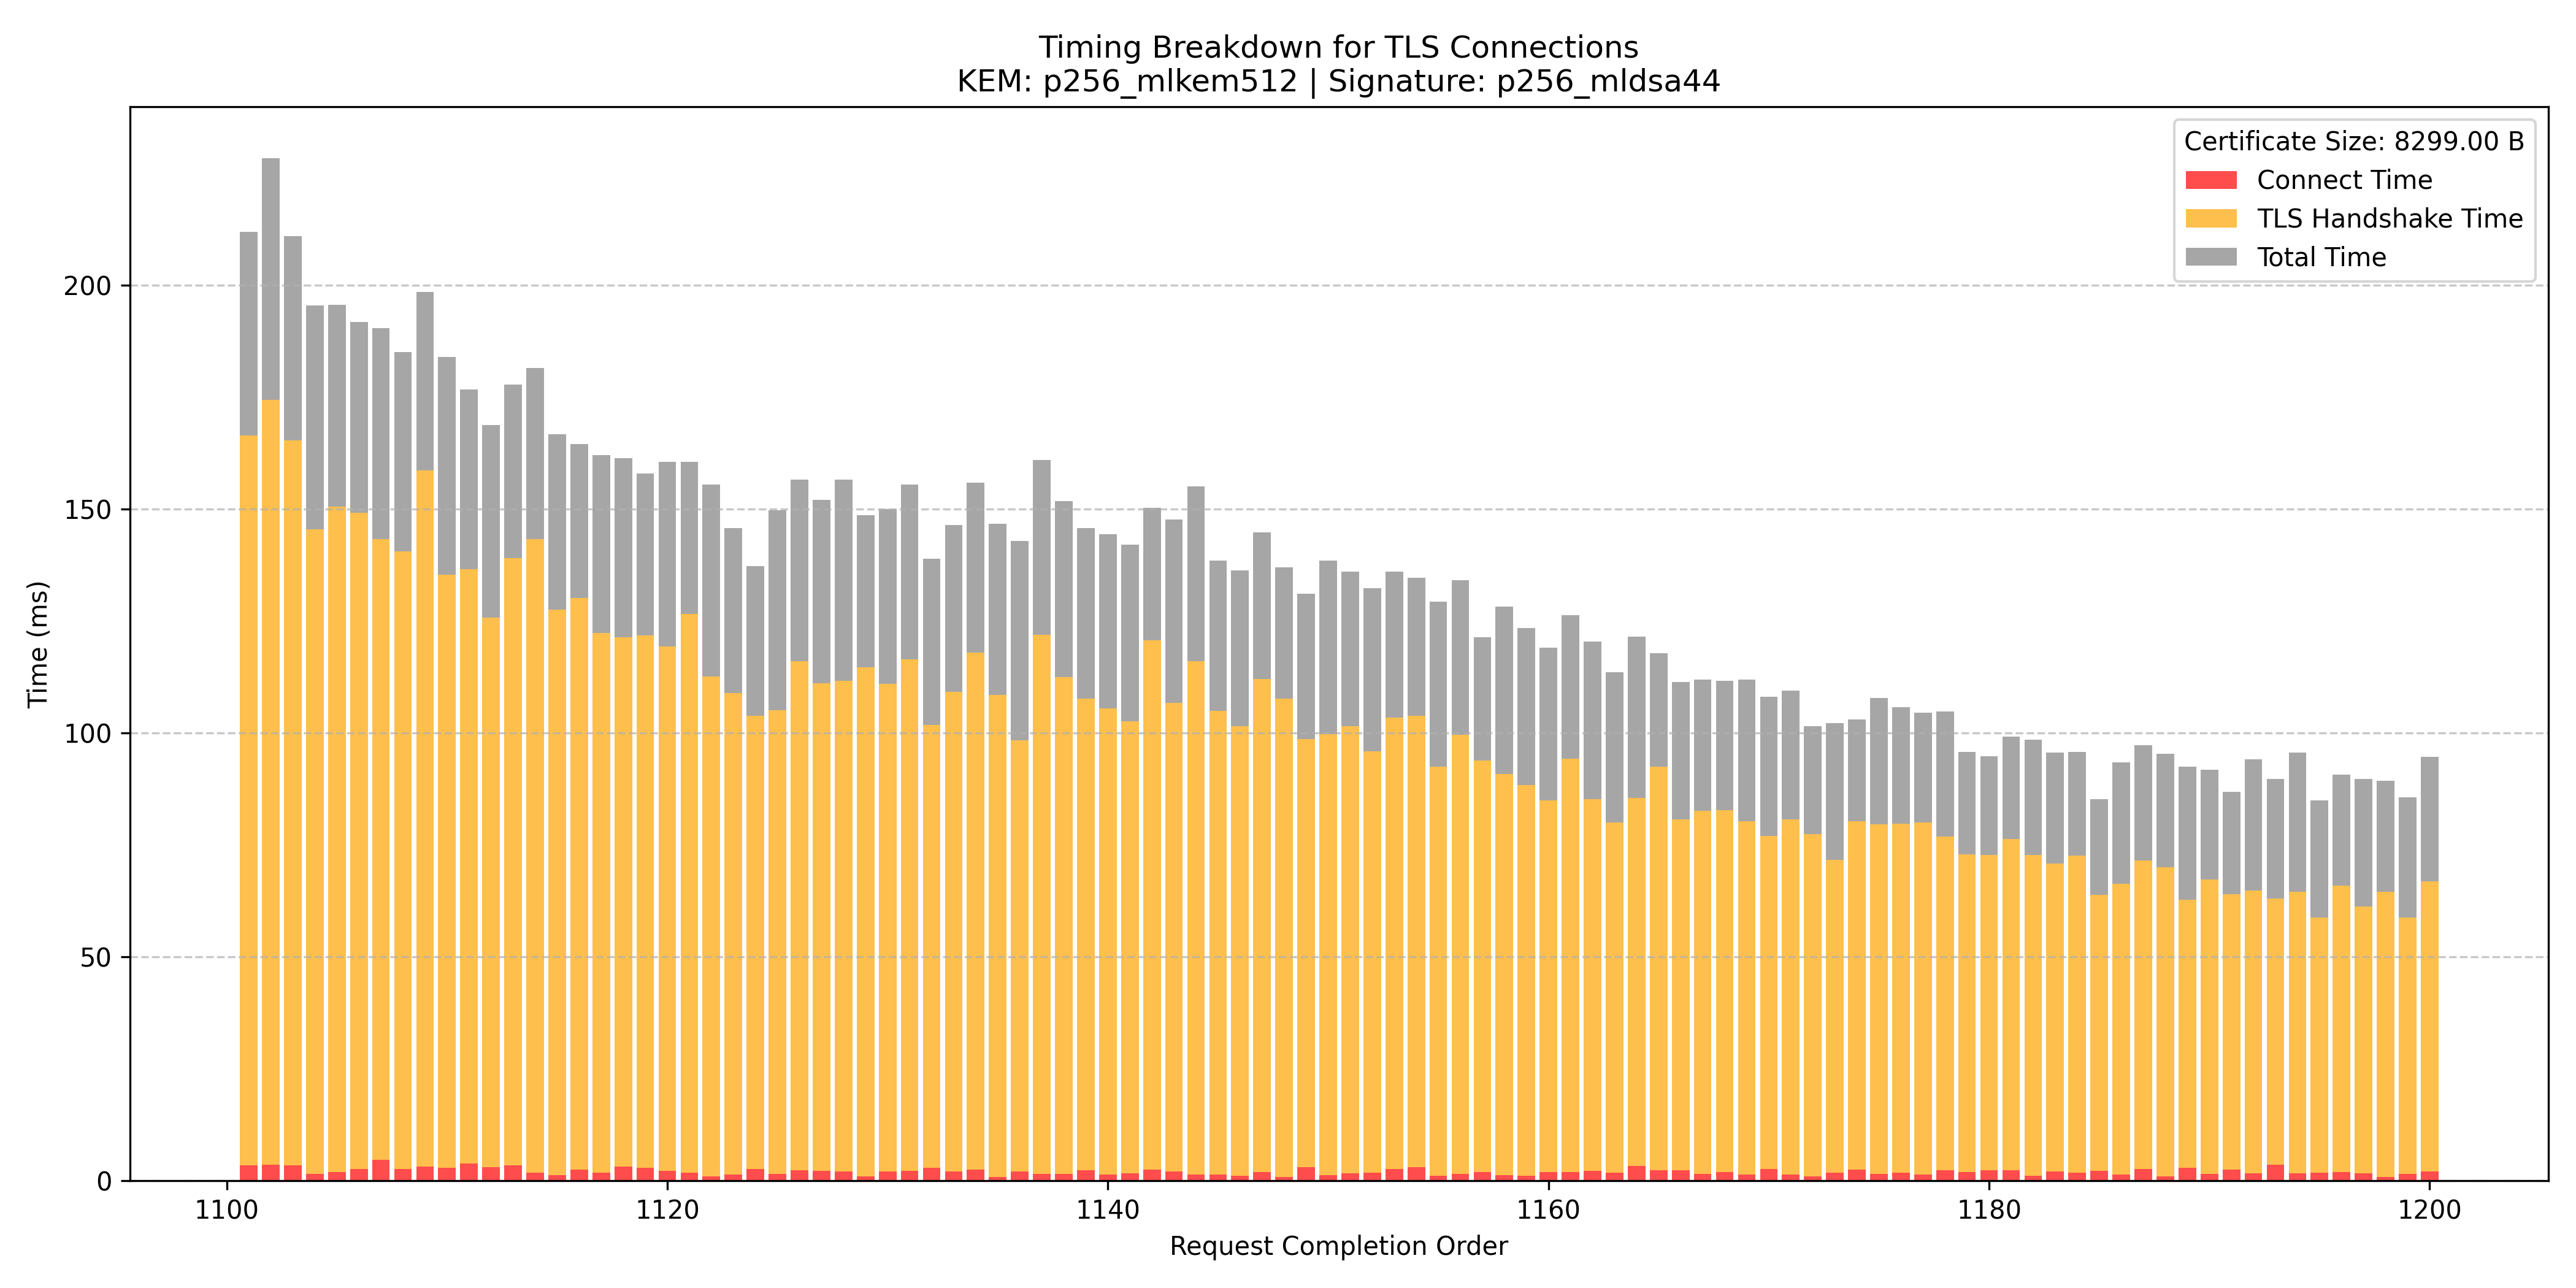 Timing Breakdown for TLS Connections
KEM: p256_mlkem512 | Signature: p256_mldsa44
Certificate Size: 8299.00 B
Connect Time
TLS Handshake Time
Total Time
Time (ms)
200
150
100
50
0
1100 1120 1140 1160 1180 1200
Request Completion Order